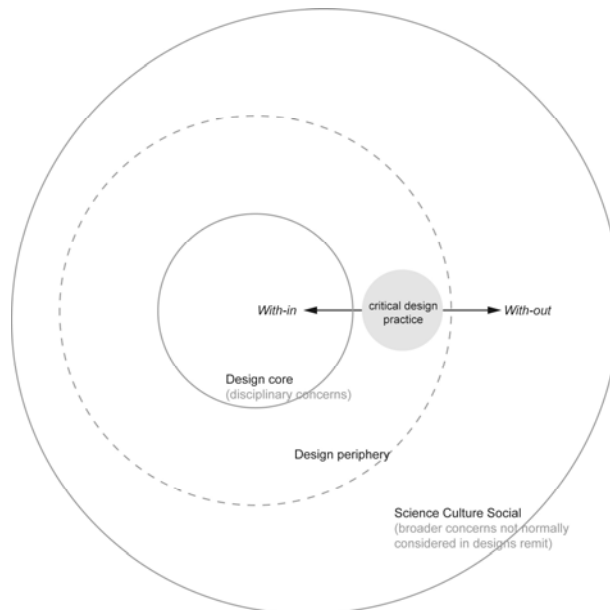 With-in
critical design
practice
With-out
Design core
(disciplinary concerns)
Design periphery
Science Culture Social
(broader concerns not normally
considered in designs remit)